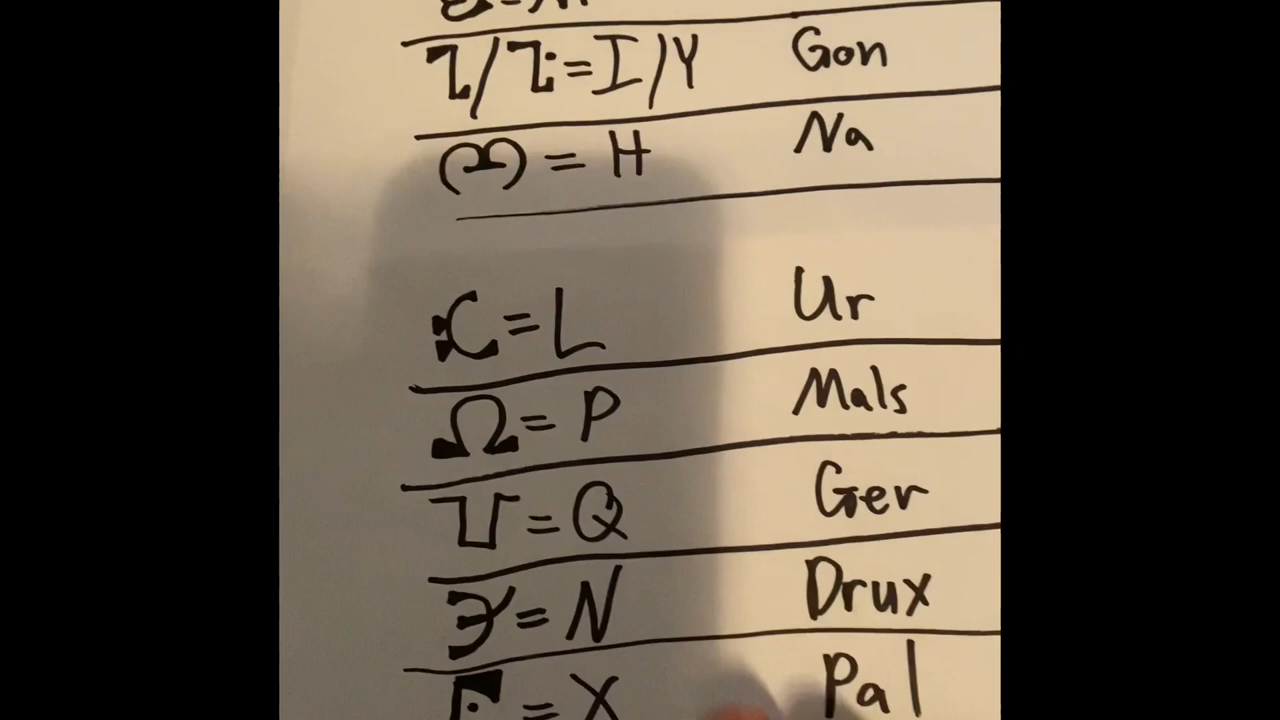 = I/Y Gon
= H Na
= L Ur
Ω = P Mals
= Q Ger
= N Drux
= X Pal